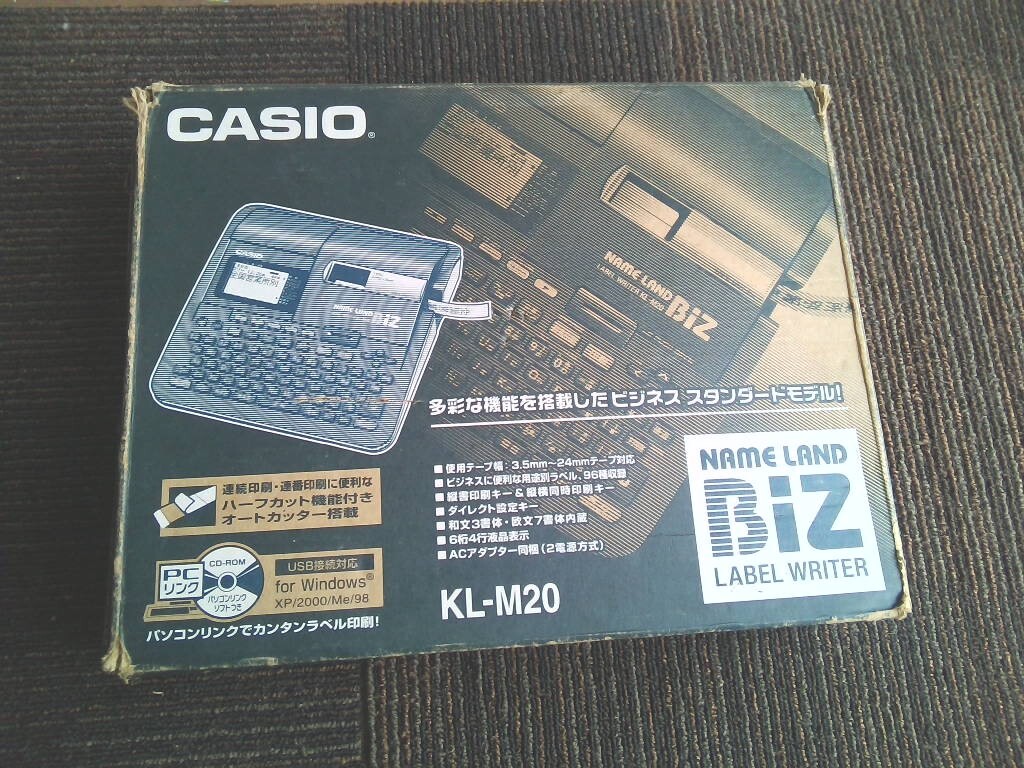 CASIO®
CASIO
NAME LAND
BiZ
NAME LAND
BiZ
LABEL WRITER
多彩な機能を搭載したビジネス スタンダードモデル!
■使用テープ幅:3.5mm〜24mmテープ対応
■ビジネスに便利な用途別ラベル、96種収録
■縦書印刷キー&縦横同時印刷キー
■ダイレクト設定キー
■和文3書体・欧文7書体内蔵
■6桁4行液晶表示
■ACアダプター同梱(2電源方式)
連続印刷・連番印刷に便利な
ハーフカット機能付き
オートカッター搭載
PC
リンク
CD-ROM
パソコンリンク
ソフトつき
USB接続対応
for Windows®
XP/2000/Me/98
パソコンリンクでカンタンラベル印刷!
KL-M20
NAME LAND
BiZ
LABEL WRITER